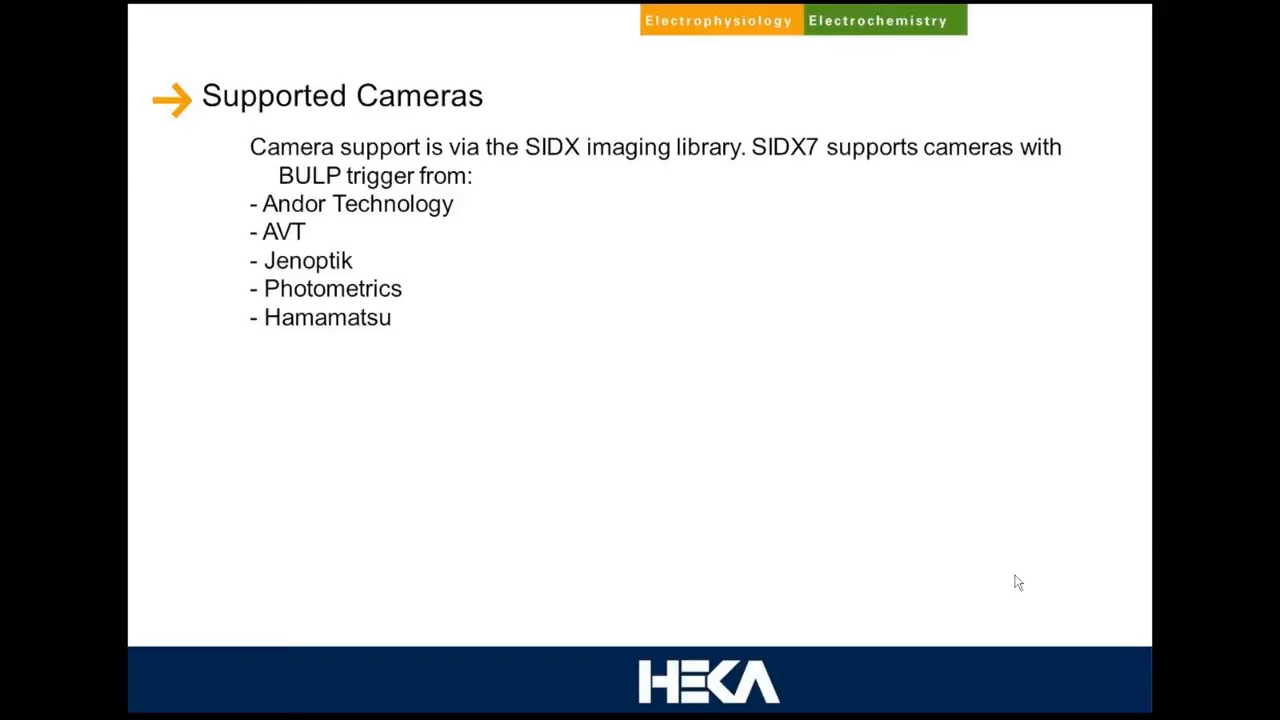 Electrophysiology Electrochemistry
Supported Cameras
Camera support is via the SIDX imaging library. SIDX7 supports cameras with
BULP trigger from:
- Andor Technology
- AVT
- Jenoptik
- Photometrics
- Hamamatsu
HEKA